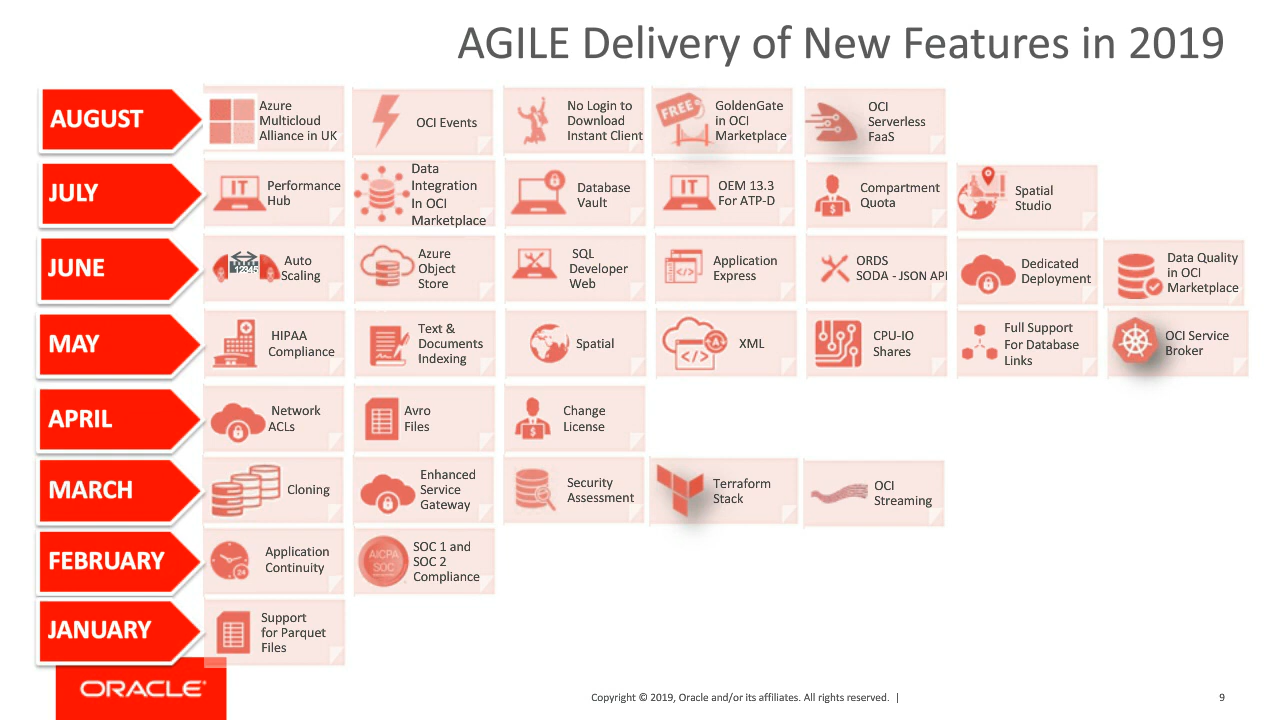 AGILE Delivery of New Features in 2019
AUGUST
Azure
Multicloud
Alliance in UK
OCI Events
No Login to
Download
Instant Client
FREE
GoldenGate
in OCI
Marketplace
OCI
Serverless
FaaS
JULY
IT
Performance
Hub
Data
Integration
In OCI
Marketplace
Database
Vault
IT
OEM 13.3
For ATP-D
$
Compartment
Quota
Spatial
Studio
JUNE
12345
Auto
Scaling
Azure
Object
Store
SQL
Developer
Web
</>
Application
Express
ORDS
SODA - JSON API
Dedicated
Deployment
Data Quality
in OCI
Marketplace
MAY
HIPAA
Compliance
Text &
Documents
Indexing
Spatial
A
</>
XML
CPU-IO
Shares
Full Support
For Database
Links
OCI Service
Broker
APRIL
Network
ACLs
Avro
Files
$
Change
License
MARCH
Cloning
Enhanced
Service
Gateway
Security
Assessment
Terraform
Stack
OCI
Streaming
FEBRUARY
24
Application
Continuity
AICPA
SOC
SOC 1 and
SOC 2
Compliance
JANUARY
Support
for Parquet
Files
ORACLE®
Copyright © 2019, Oracle and/or its affiliates. All rights reserved. |
9